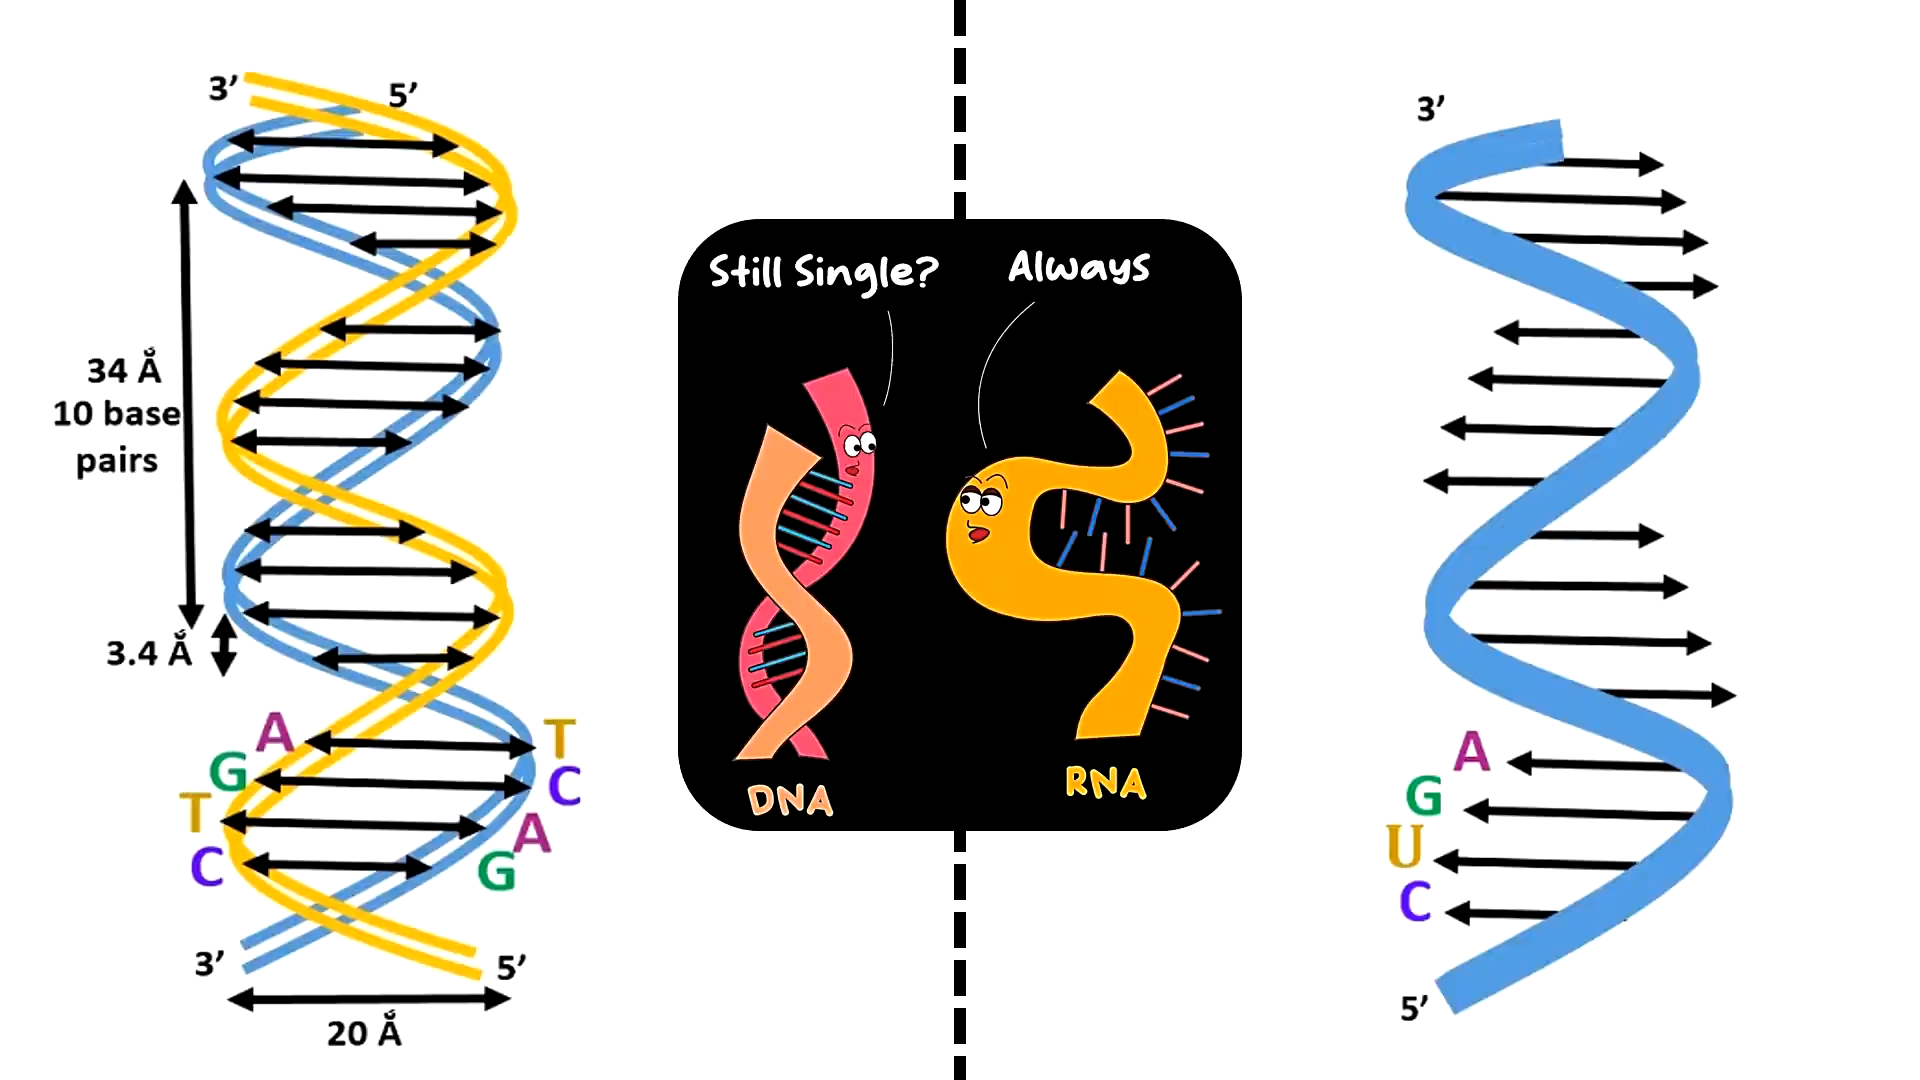 3’
5’
34 Å
10 base
pairs
3.4 Å
A
T
G
C
T
A
C
G
3’
5’
20 Å
Still Single?
Always
DNA
RNA
3’
A
G
U
C
5’